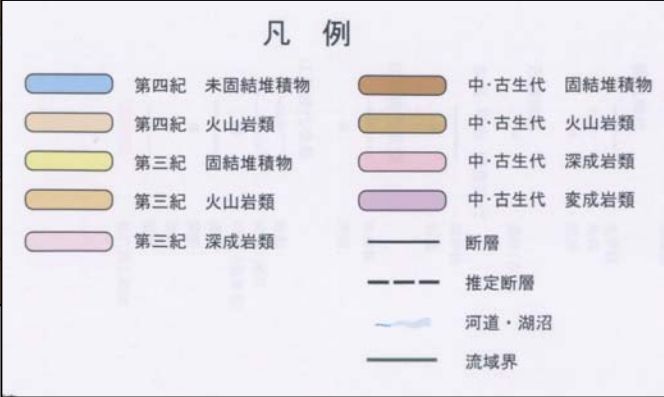 凡 例
第四紀 未固結堆積物
第四紀 火山岩類
第三紀 固結堆積物
第三紀 火山岩類
第三紀 深成岩類
中・古生代 固結堆積物
中・古生代 火山岩類
中・古生代 深成岩類
中・古生代 変成岩類
断層
推定断層
河道・湖沼
流域界